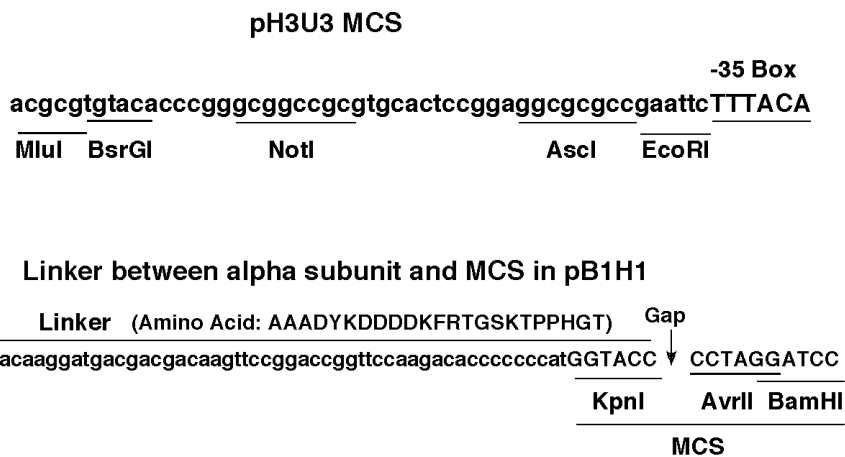 pH3U3 MCS
-35 Box
acgcgtgtacacccgggcggccgcgtgcactccggaggcgcgccgaattcTTTACA
MluI BsrGI NotI AscI EcoRI
Linker between alpha subunit and MCS in pB1H1
Linker (Amino Acid: AAADYKDDDDKFRTGSKTPPHGT) Gap
acaaggatgacgacgacaagttccggaccggttccaagacacccccccatGGTACC CCTAGGATCC
KpnI AvrII BamHI
MCS